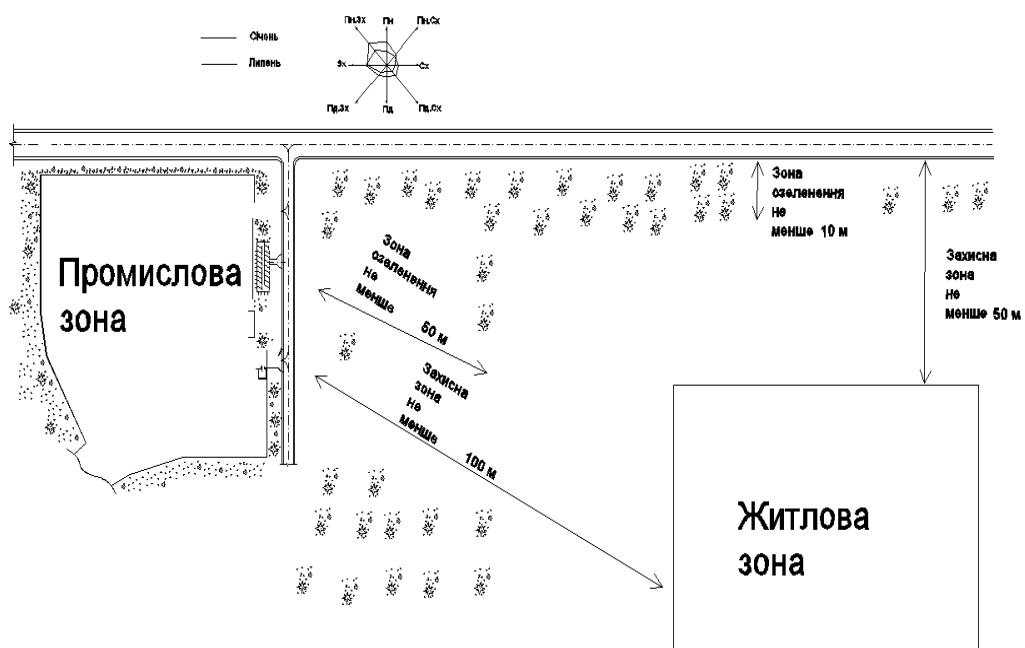 Пн.Зх Пн Пн.Сх
Січень
Липень
Зх Сх
Пд.Зх Пд Пд.Сх
Зона
озеленення
не
менше 10 м
Захисна
зона
не
менше 50 м
Зона
озеленення
не
менше 50 м
Промислова
зона
Захисна
зона
не
менше 100 м
Житлова
зона